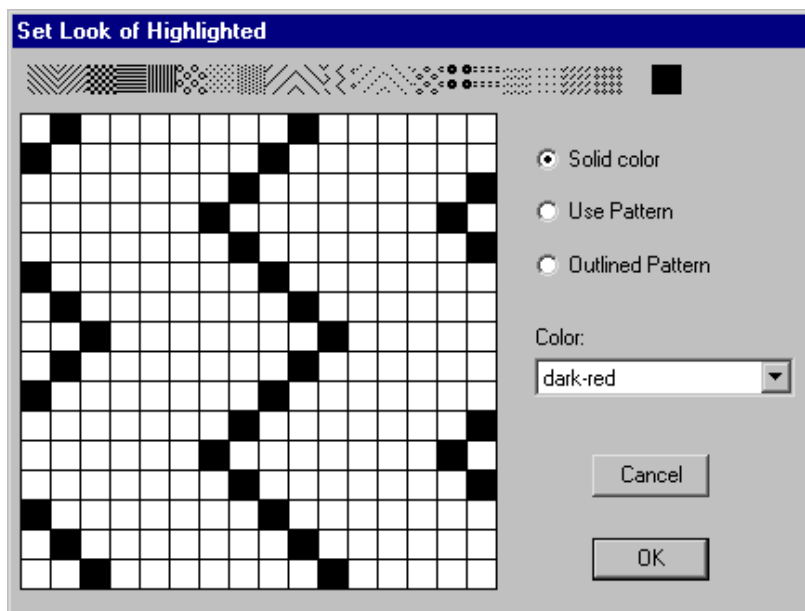 Set Look of Highlighted
Solid color
Use Pattern
Outlined Pattern
Color:
dark-red
Cancel
OK